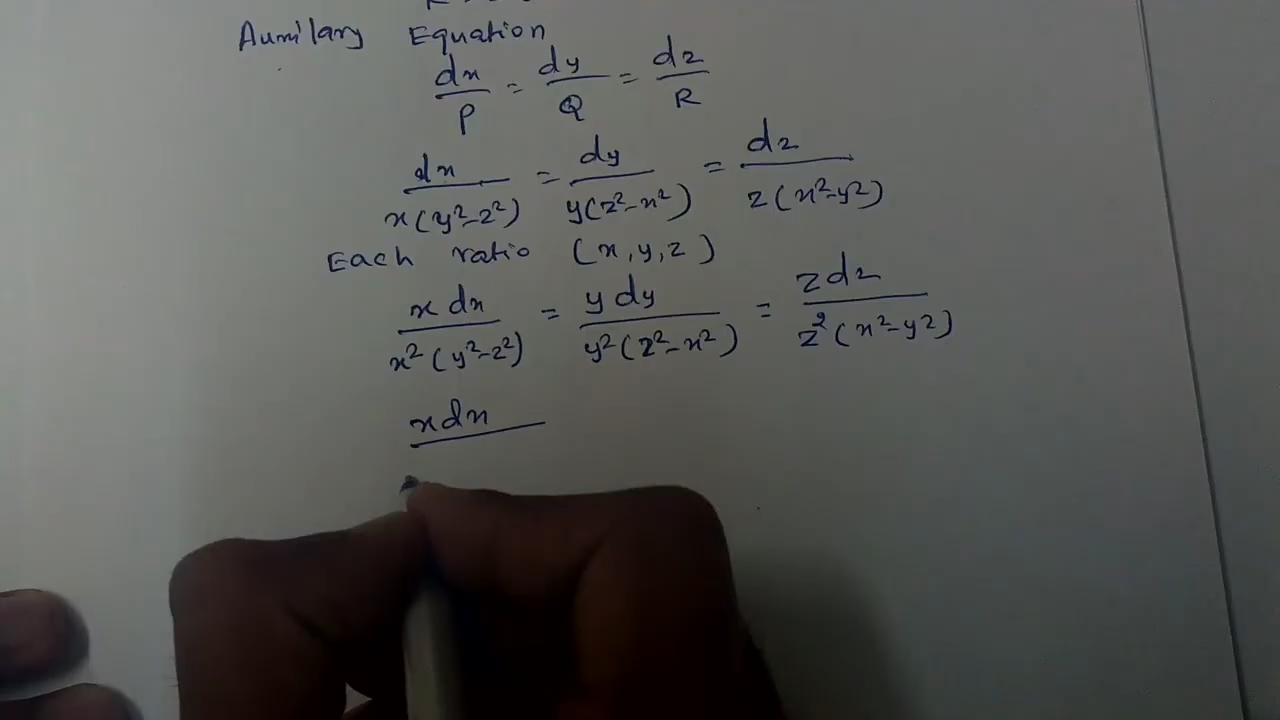 Auxilary Equation
dx/P = dy/Q = dz/R
dx/x(y²-z²) = dy/y(z²-x²) = dz/z(x²-y²)
Each ratio (x,y,z)
x dx/x²(y²-z²) = y dy/y²(z²-x²) = z dz/z²(x²-y²)
xdx